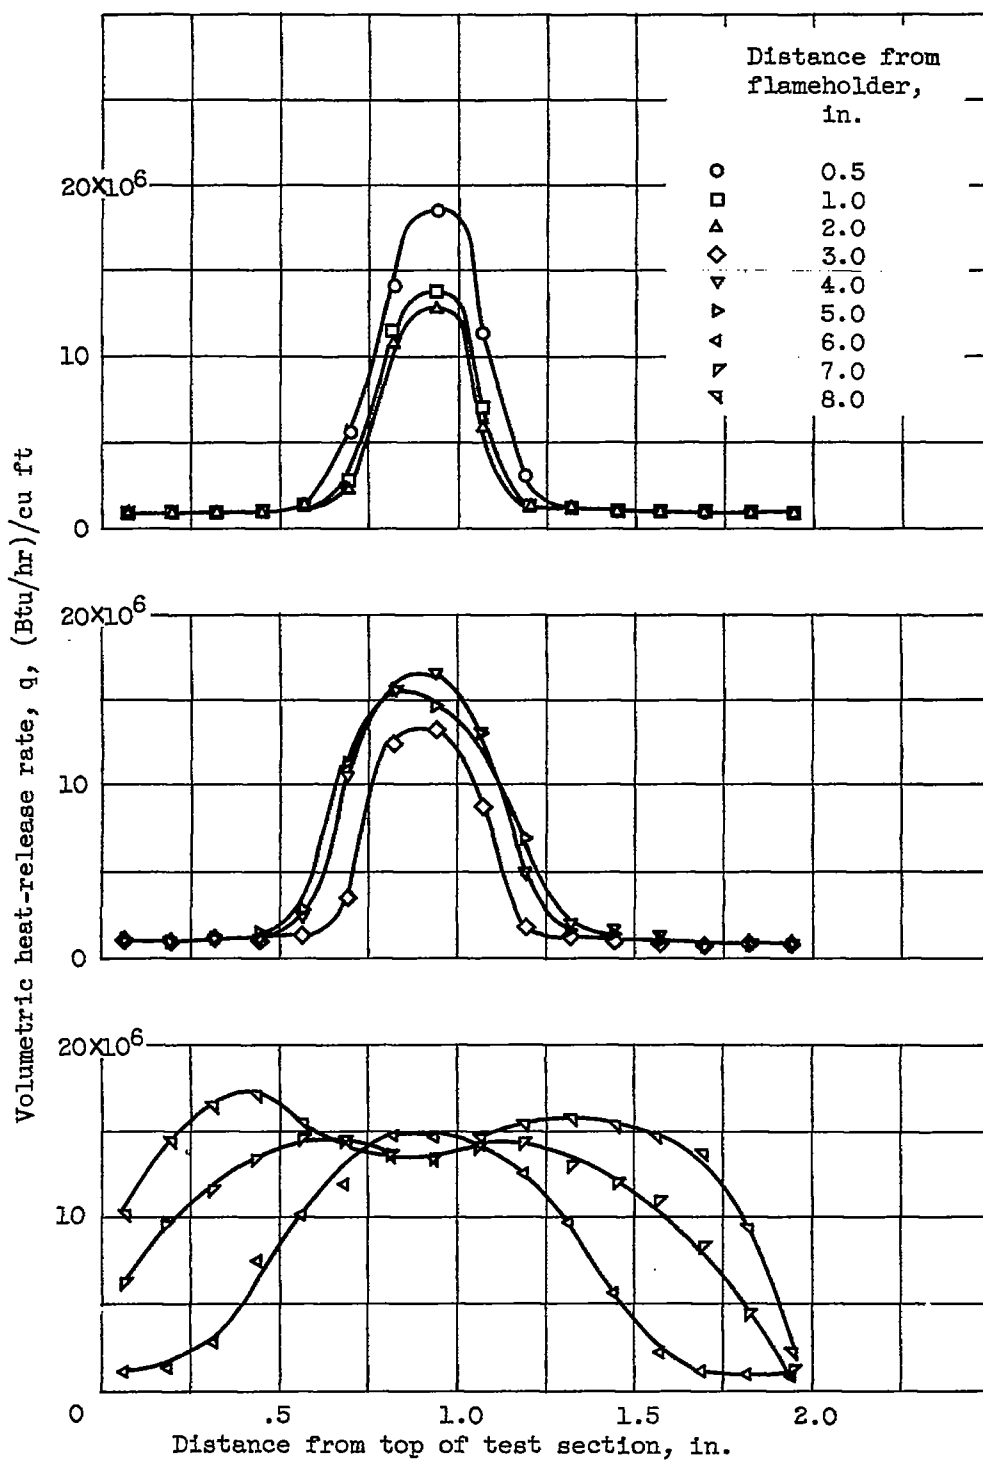 Distance from
flameholder,
in.
0.5
1.0
2.0
3.0
4.0
5.0
6.0
7.0
8.0
20X10⁶
10
0
20X10⁶
10
0
20X10⁶
10
0 .5 1.0 1.5 2.0
Distance from top of test section, in.
Volumetric heat-release rate, q, (Btu/hr)/cu ft